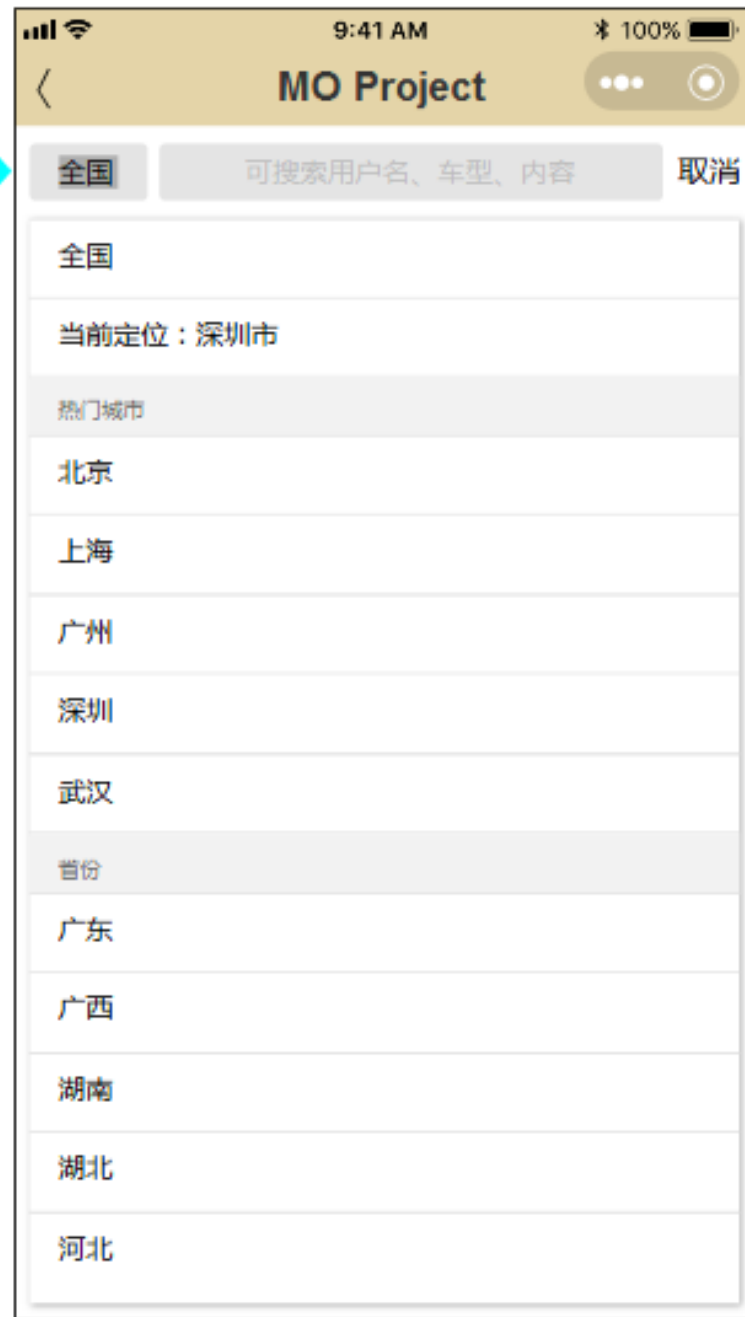 9:41 AM 100%
MO Project
全国 可搜索用户名、车型、内容 取消
全国
当前定位：深圳市
热门城市
北京
上海
广州
深圳
武汉
省份
广东
广西
湖南
湖北
河北